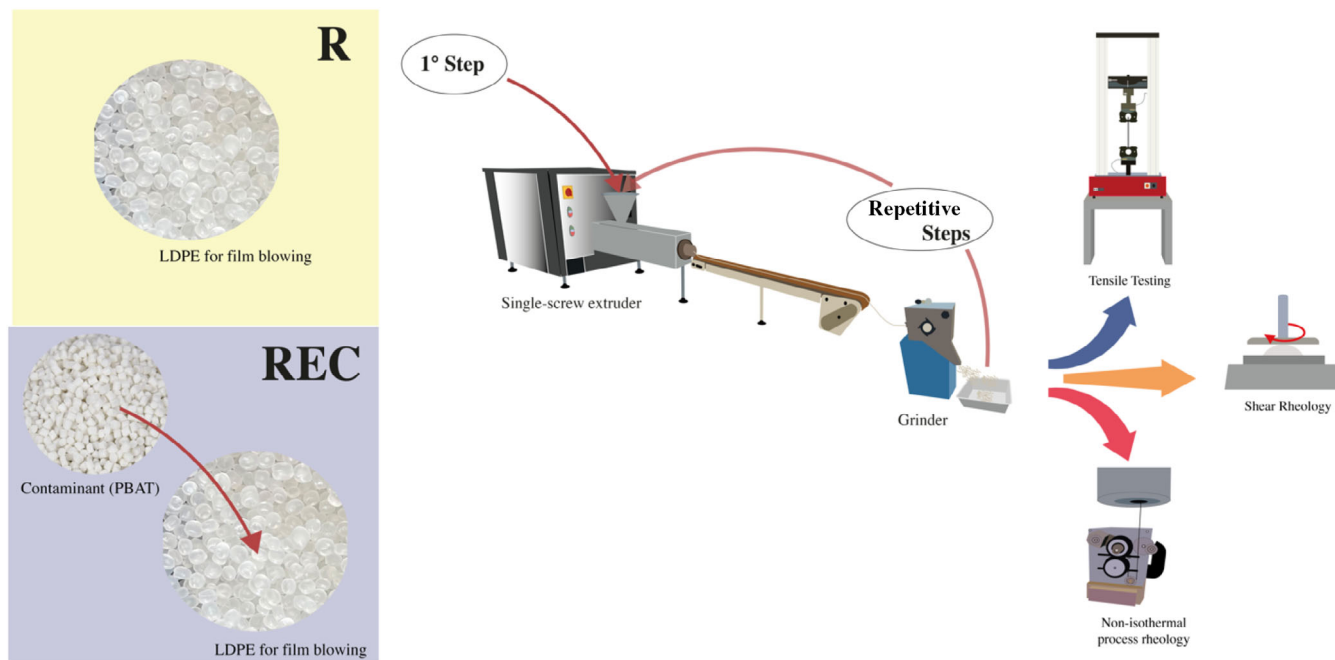 R
LDPE for film blowing
REC
Contaminant (PBAT)
LDPE for film blowing
1° Step
Single-screw extruder
Repetitive
Steps
Grinder
Tensile Testing
Shear Rheology
Non-isothermal
process rheology